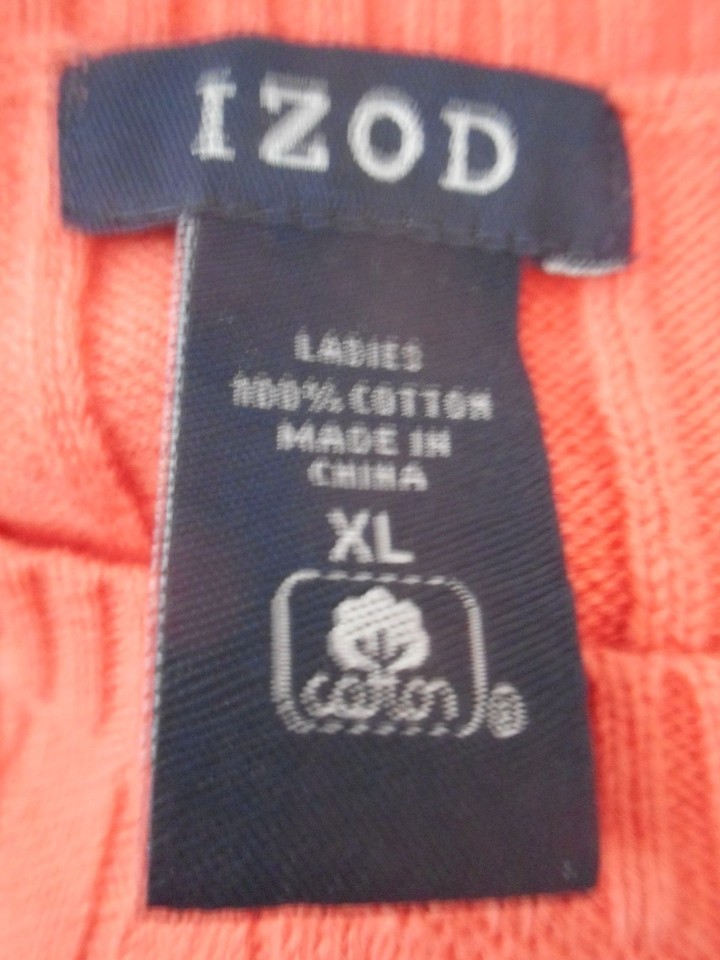 IZOD
LADIES
100% COTTON
MADE IN
CHINA
XL
cotton
®